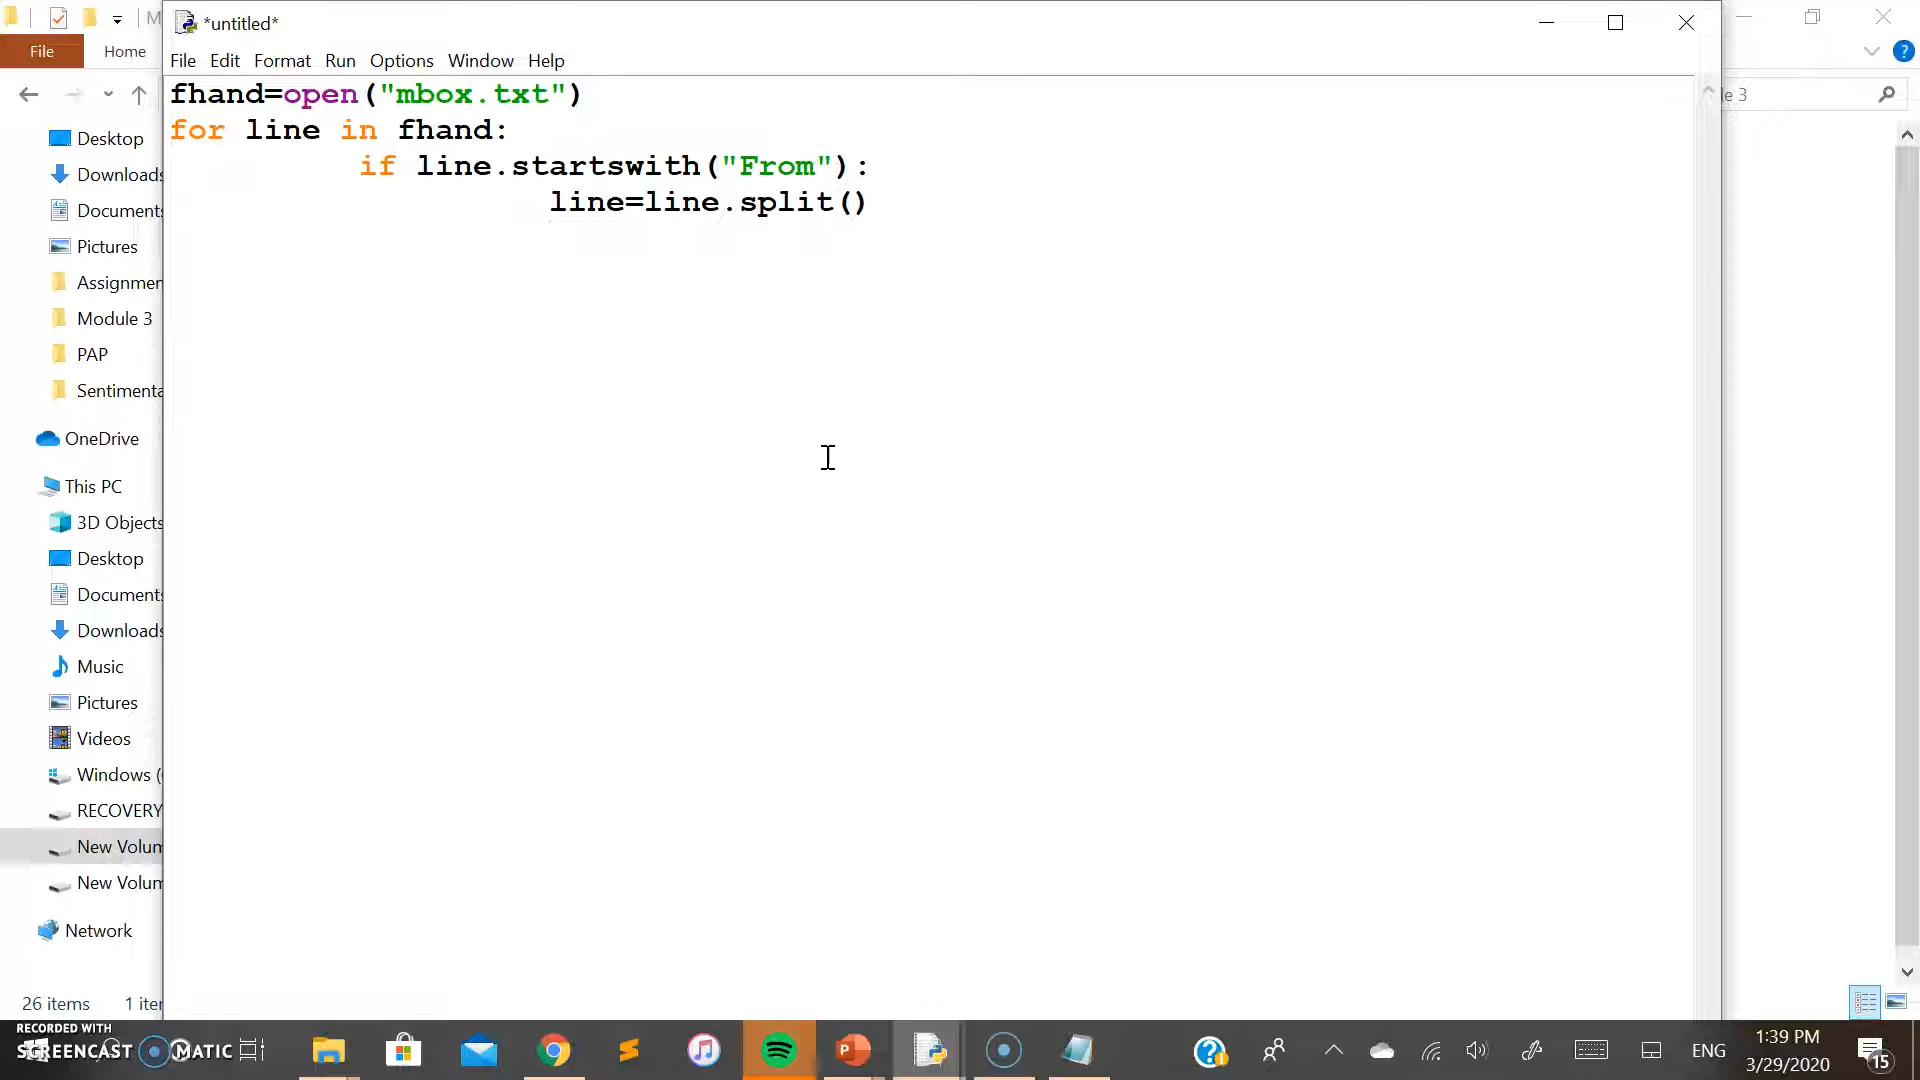 *untitled*
File Edit Format Run Options Window Help
fhand=open("mbox.txt")
for line in fhand:
if line.startswith("From"):
line=line.split()
M
File Home
Desktop
Downloads
Documents
Pictures
Assignmen
Module 3
PAP
Sentimenta
OneDrive
This PC
3D Objects
Desktop
Documents
Downloads
Music
Pictures
Videos
Windows (
RECOVERY
New Volum
New Volum
Network
26 items 1 iter
le 3
RECORDED WITH
SCREENCAST MATIC
ENG
1:39 PM
3/29/2020
15